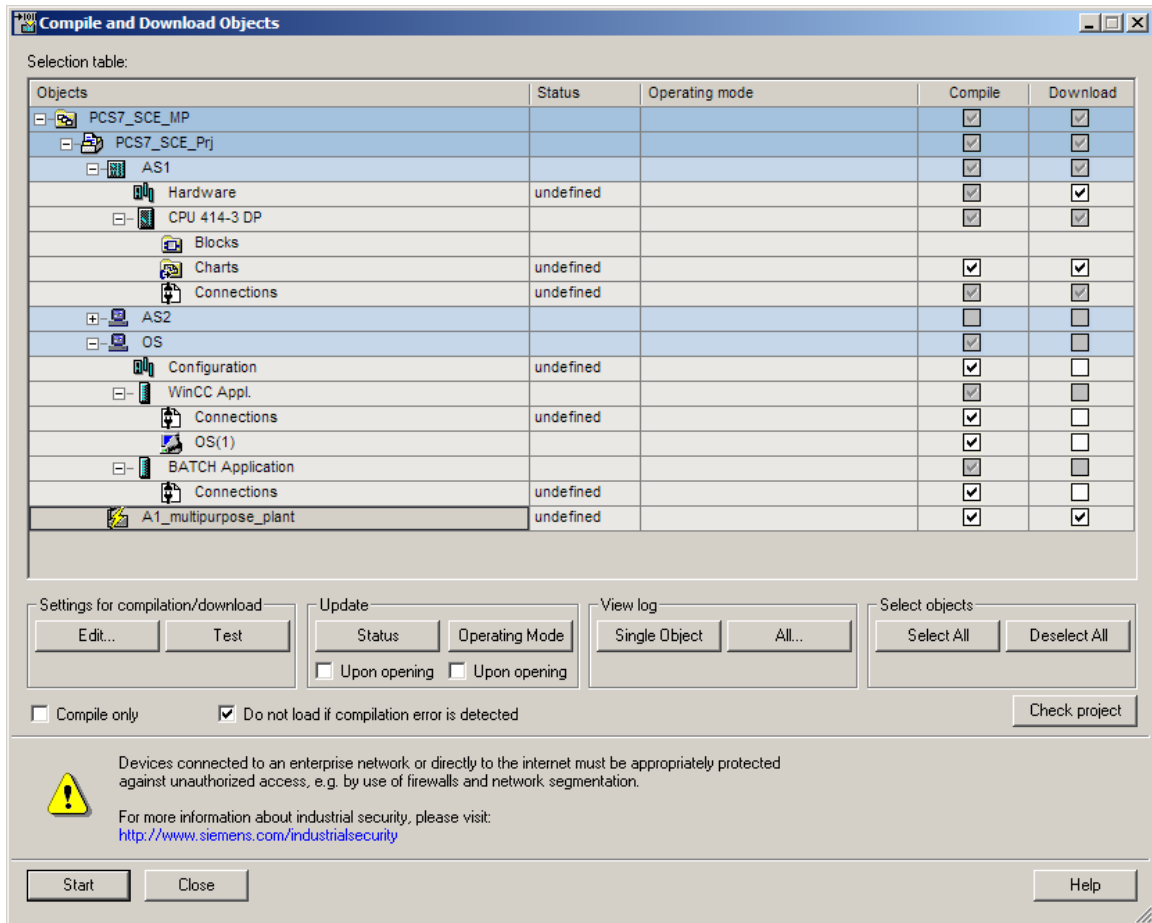 Compile and Download Objects
Selection table:
Objects Status Operating mode Compile Download
PCS7_SCE_MP
PCS7_SCE_Prj
AS1
Hardware undefined
CPU 414-3 DP
Blocks
Charts undefined
Connections undefined
AS2
OS
Configuration undefined
WinCC Appl.
Connections undefined
OS(1)
BATCH Application
Connections undefined
A1_multipurpose_plant undefined
Settings for compilation/download Update View log Select objects
Edit... Test Status Operating Mode Single Object All... Select All Deselect All
Upon opening Upon opening
Compile only Do not load if compilation error is detected Check project
Devices connected to an enterprise network or directly to the internet must be appropriately protected
against unauthorized access, e.g. by use of firewalls and network segmentation.
For more information about industrial security, please visit:
http://www.siemens.com/industrialsecurity
Start Close Help